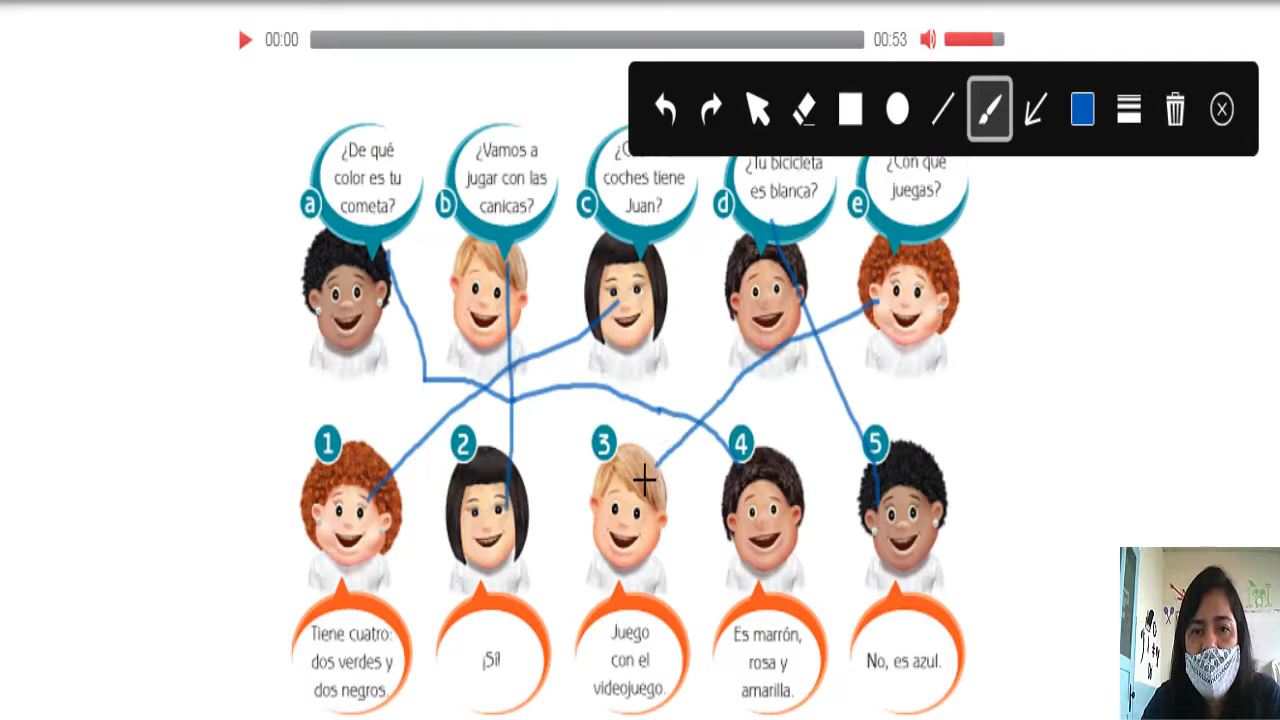 00:00
00:53
¿De qué
color es tu
cometa?
a
¿Vamos a
jugar con las
canicas?
b
coches tiene
Juan?
c
¿Tu bicicleta
es blanca?
d
¿Con qué
juegas?
e
1
2
3
4
5
Tiene cuatro:
dos verdes y
dos negros.
¡Sí!
Juego
con el
videojuego.
Es marrón,
rosa y
amarilla.
No, es azul.